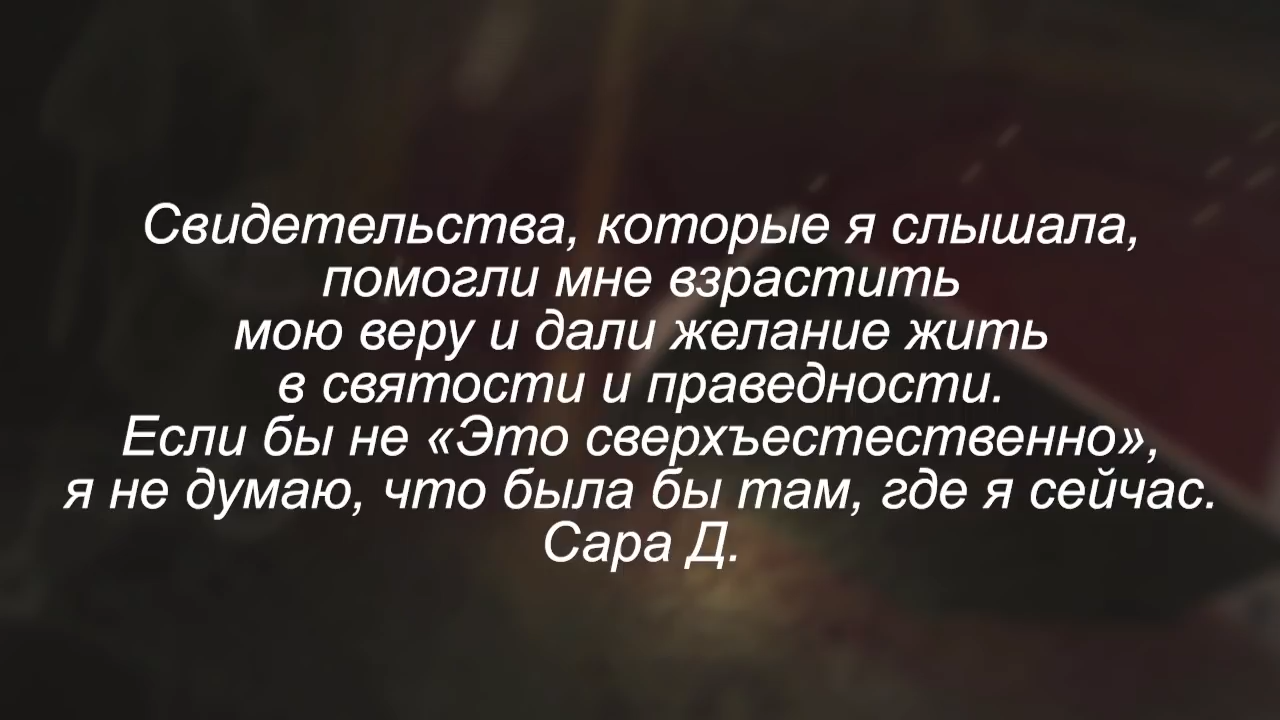 Свидетельства, которые я слышала,
помогли мне взрастить
мою веру и дали желание жить
в святости и праведности.
Если бы не «Это сверхъестественно»,
я не думаю, что была бы там, где я сейчас.
Сара Д.